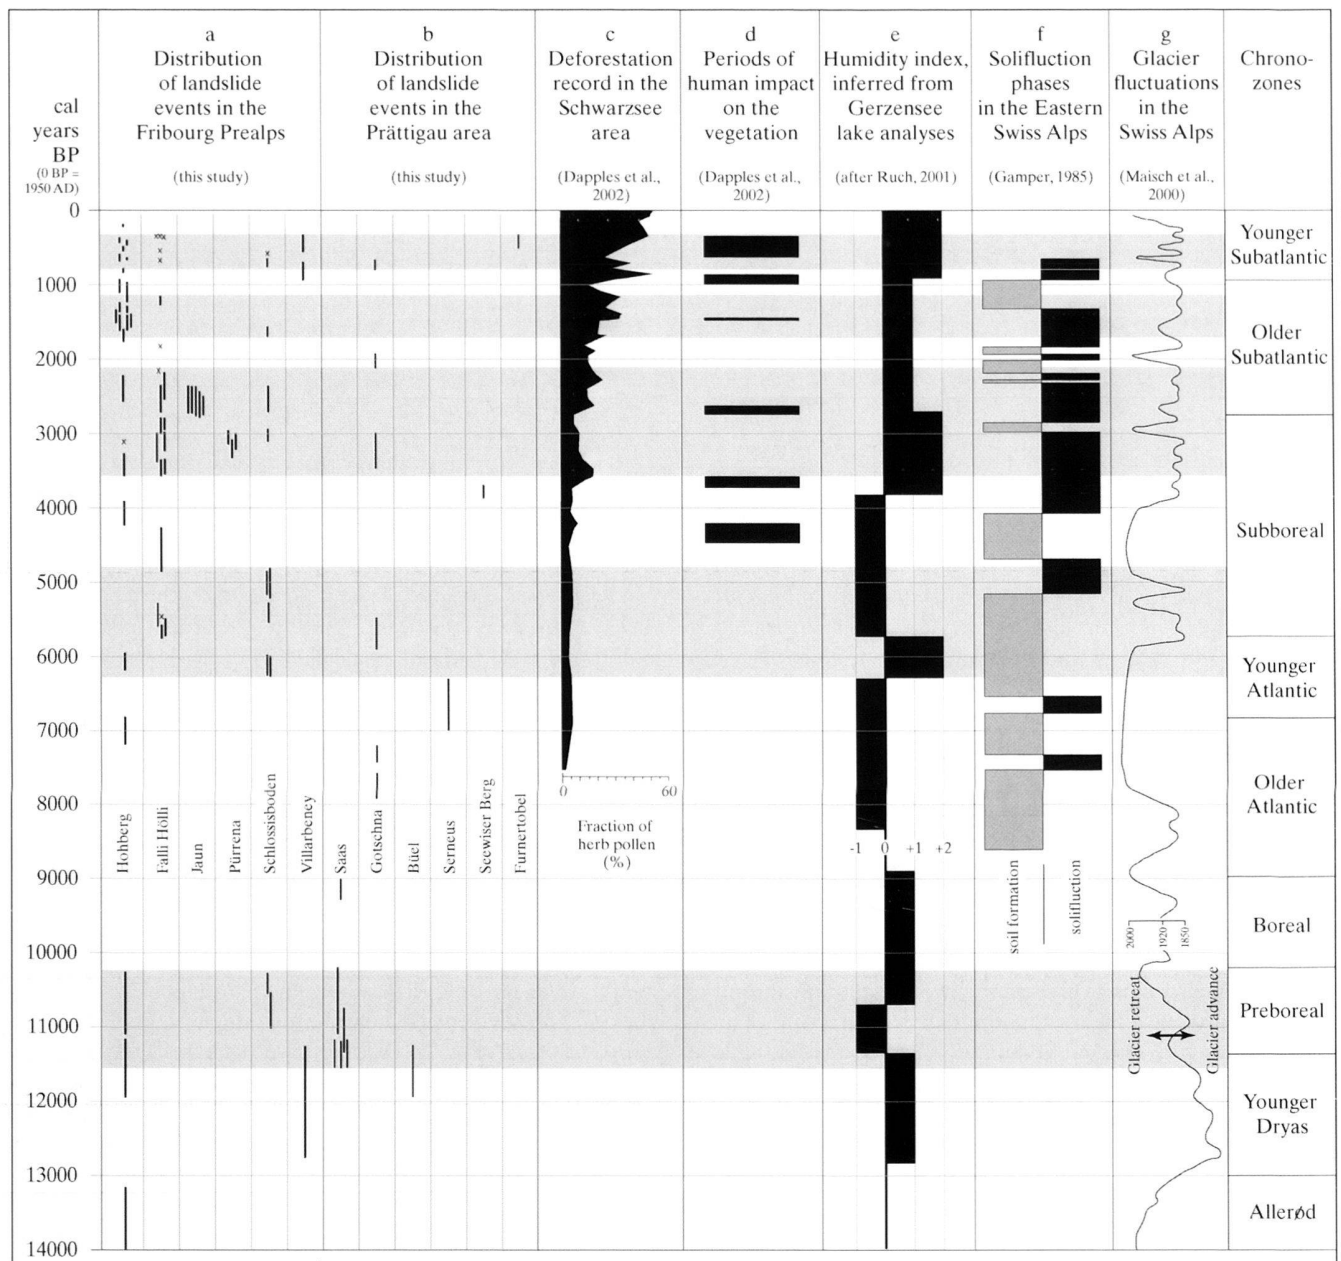 a
Distribution
of landslide
events in the
Fribourg Prealps
(this study)
b
Distribution
of landslide
events in the
Prättigau area
(this study)
c
Deforestation
record in the
Schwarzsee
area
(Dapples et al.,
2002)
d
Periods of
human impact
on the
vegetation
(Dapples et al.,
2002)
e
Humidity index,
inferred from
Gerzensee
lake analyses
(after Ruch, 2001)
f
Solifluction
phases
in the Eastern
Swiss Alps
(Gamper, 1985)
g
Glacier
fluctuations
in the
Swiss Alps
(Maisch et al.,
2000)
Chrono-
zones
cal
years
BP
(0 BP =
1950 AD)
0
1000
2000
3000
4000
5000
6000
7000
8000
9000
10000
11000
12000
13000
14000
Hohberg
Falli Hölli
Jaun
Pürrena
Schlossisboden
Villarbeney
Saas
Gotschna
Büel
Serneus
Seewiser Berg
Furnertobel
0 60
Fraction of
herb pollen
(%)
-1 0 +1 +2
soil formation
solifluction
2000
1920
1850
Glacier retreat
Glacier advance
Younger
Subatlantic
Older
Subatlantic
Subboreal
Younger
Atlantic
Older
Atlantic
Boreal
Preboreal
Younger
Dryas
Allerød